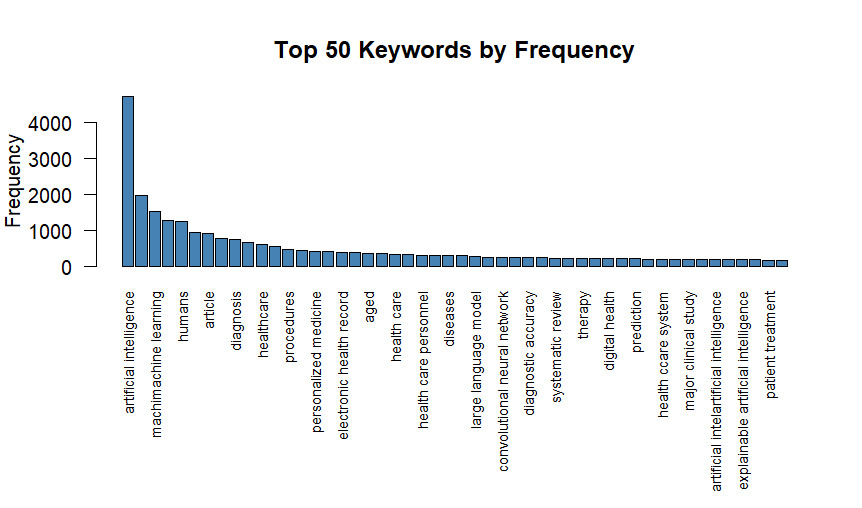 Top 50 Keywords by Frequency
Frequency
4000
3000
2000
1000
0
artificial intelligence
machimachine learning
humans
article
diagnosis
healthcare
procedures
personalized medicine
electronic health record
aged
health care
health care personnel
diseases
large language model
convolutional neural network
diagnostic accuracy
systematic review
therapy
digital health
prediction
health ccare system
major clinical study
artificial intelartificial intelligence
explainable artificial intelligence
patient treatment